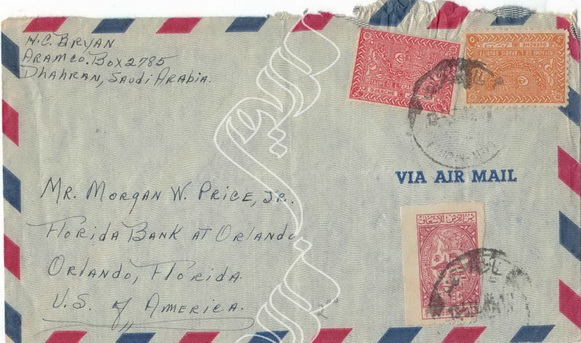 H.C. BRYAN
ARAMCO. BOX 2785
DHAHRAN, SAUDI ARABIA.
VIA AIR MAIL
MR. MORGAN W. PRICE, JR.,
FLORIDA BANK AT ORLANDO,
ORLANDO, FLORIDA.
U.S. of AMERICA.